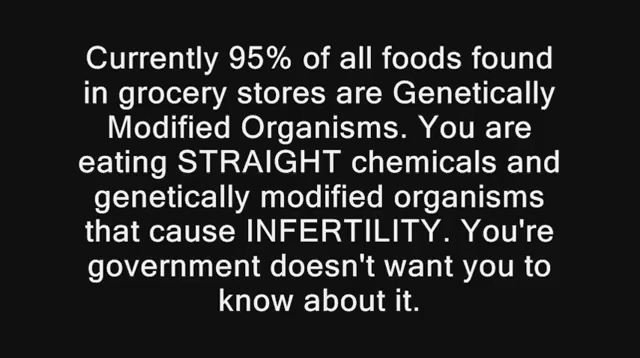 Currently 95% of all foods found
in grocery stores are Genetically
Modified Organisms. You are
eating STRAIGHT chemicals and
genetically modified organisms
that cause INFERTILITY. You're
government doesn't want you to
know about it.